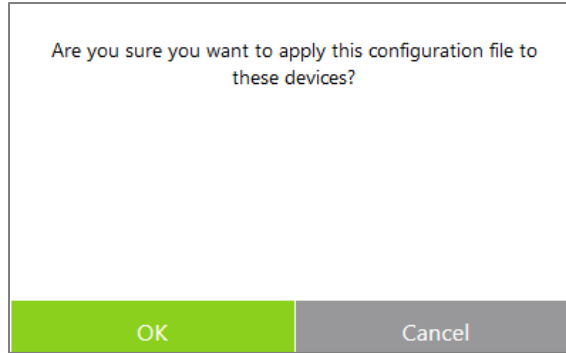 Are you sure you want to apply this configuration file to
these devices?
OK
Cancel